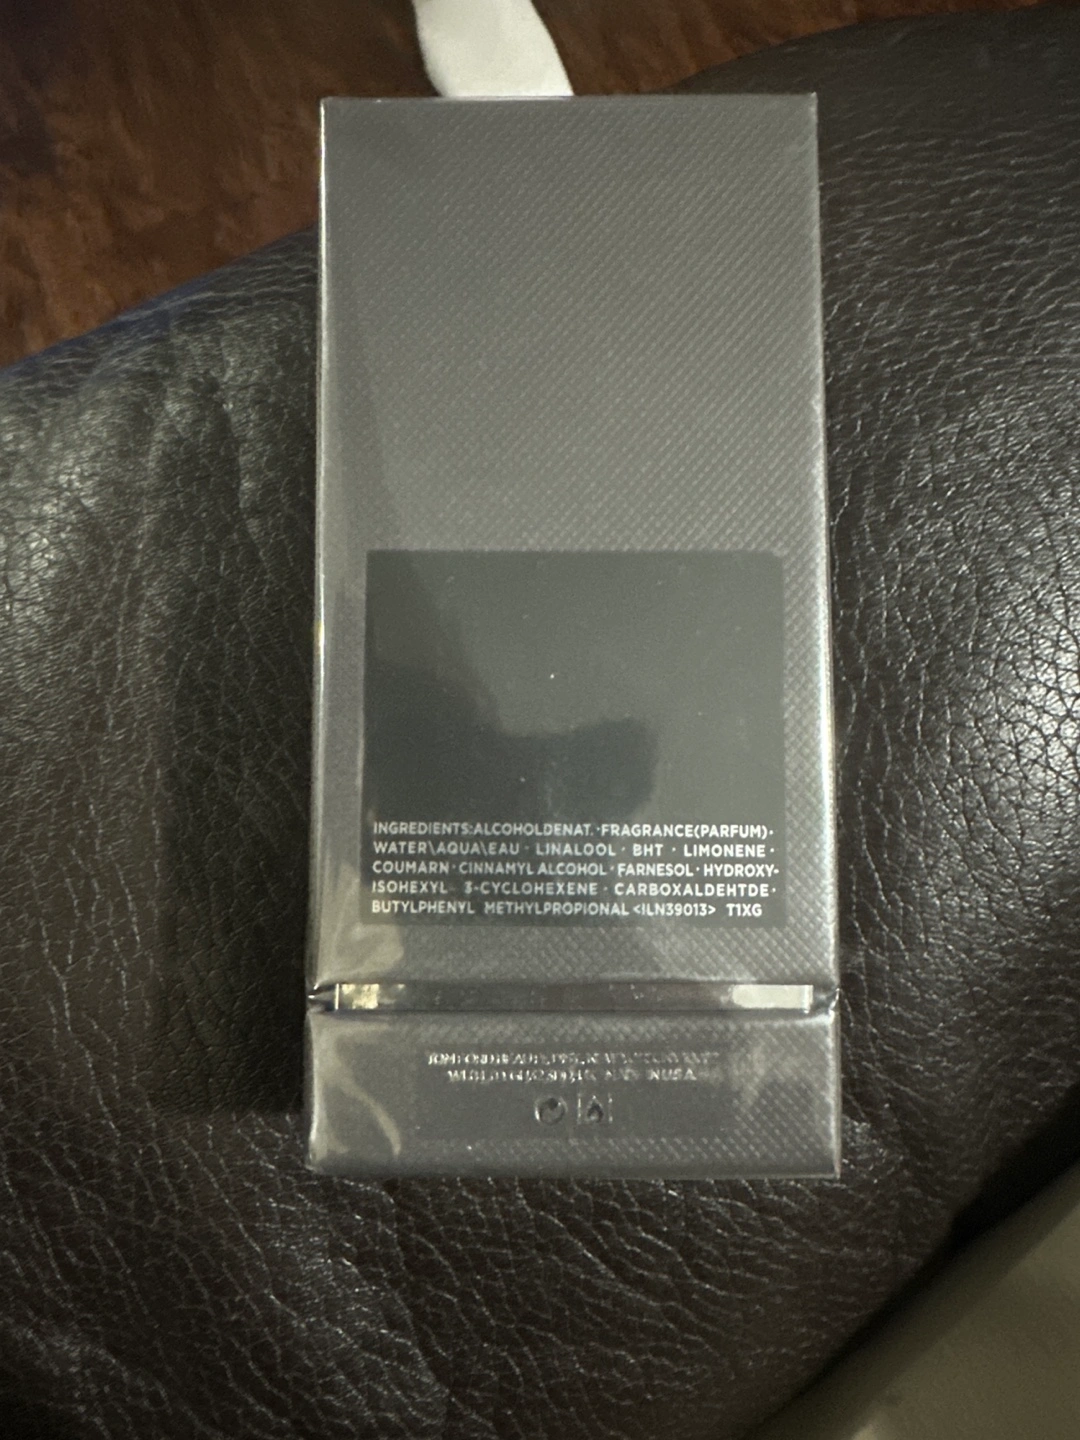 INGREDIENTS:ALCOHOLDENAT.·FRAGRANCE(PARFUM)·
WATER\AQUA\EAU · LINALOOL · BHT · LIMONENE ·
COUMARN·CINNAMYL ALCOHOL·FARNESOL·HYDROXY-
ISOHEXYL 3-CYCLOHEXENE · CARBOXALDEHTDE·
BUTYLPHENYL METHYLPROPIONAL <ILN39013> T1XG